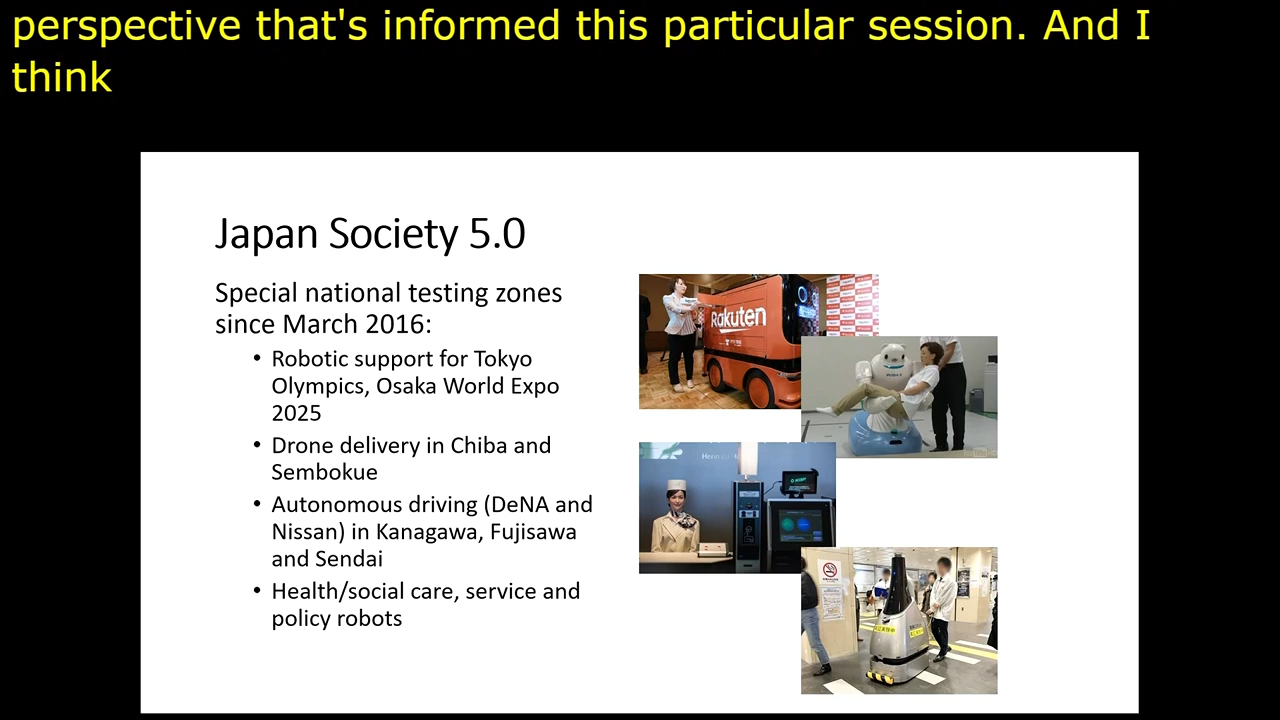 perspective that's informed this particular session. And I
think
Japan Society 5.0
Special national testing zones
since March 2016:
• Robotic support for Tokyo
Olympics, Osaka World Expo
2025
• Drone delivery in Chiba and
Sembokue
• Autonomous driving (DeNA and
Nissan) in Kanagawa, Fujisawa
and Sendai
• Health/social care, service and
policy robots
Rakuten